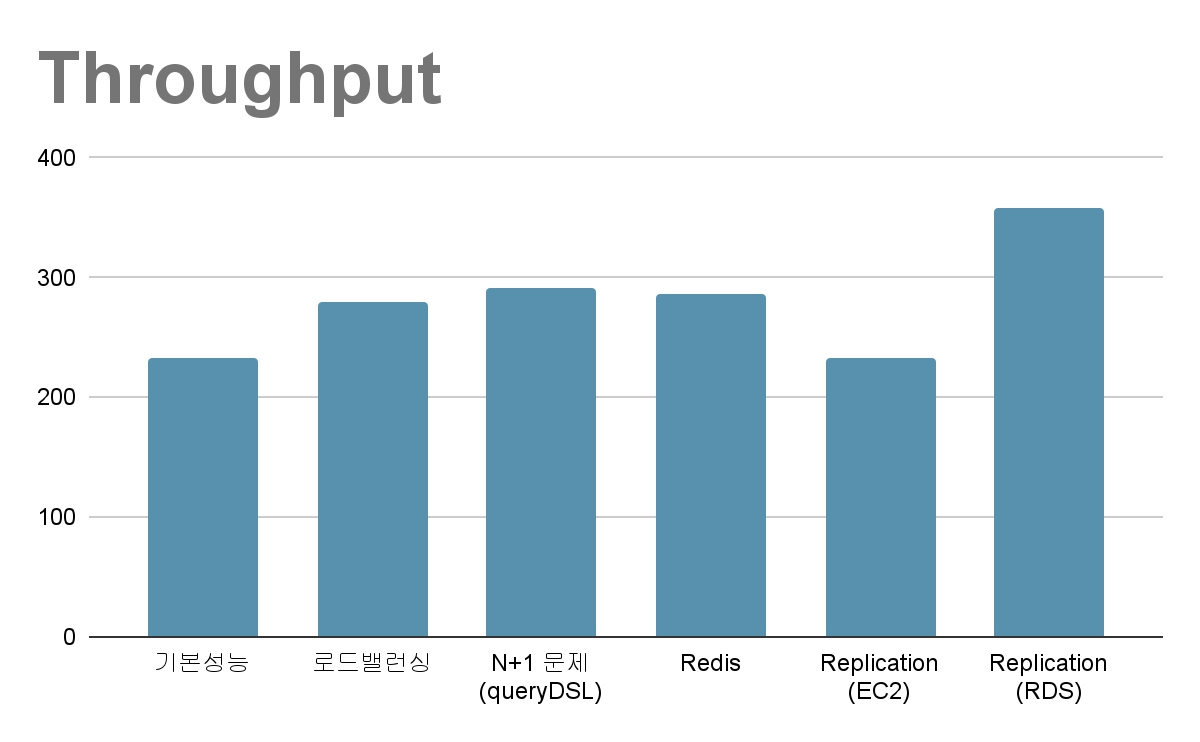 Throughput
400
300
200
100
0
기본성능
로드밸런싱
N+1 문제
(queryDSL)
Redis
Replication
(EC2)
Replication
(RDS)